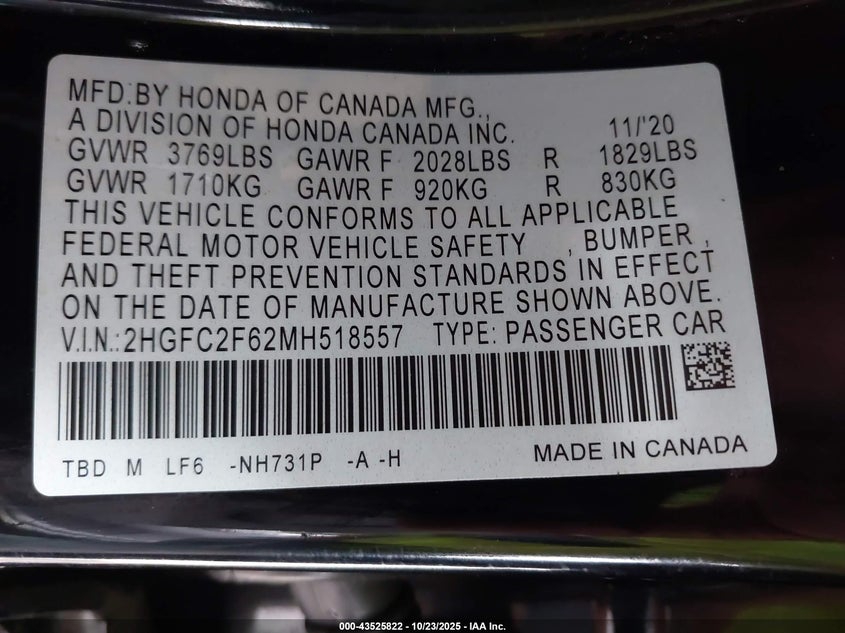 MFD.BY HONDA OF CANADA MFG.,
A DIVISION OF HONDA CANADA INC. 11/'20
GVWR 3769LBS GAWR F 2028LBS R 1829LBS
GVWR 1710KG GAWR F 920KG R 830KG
THIS VEHICLE CONFORMS TO ALL APPLICABLE
FEDERAL MOTOR VEHICLE SAFETY , BUMPER ,
AND THEFT PREVENTION STANDARDS IN EFFECT
ON THE DATE OF MANUFACTURE SHOWN ABOVE.
V.I.N.:2HGFC2F62MH518557 TYPE: PASSENGER CAR
TBD M LF6 -NH731P -A -H MADE IN CANADA
000-43525822 - 10/23/2025 - IAA Inc.